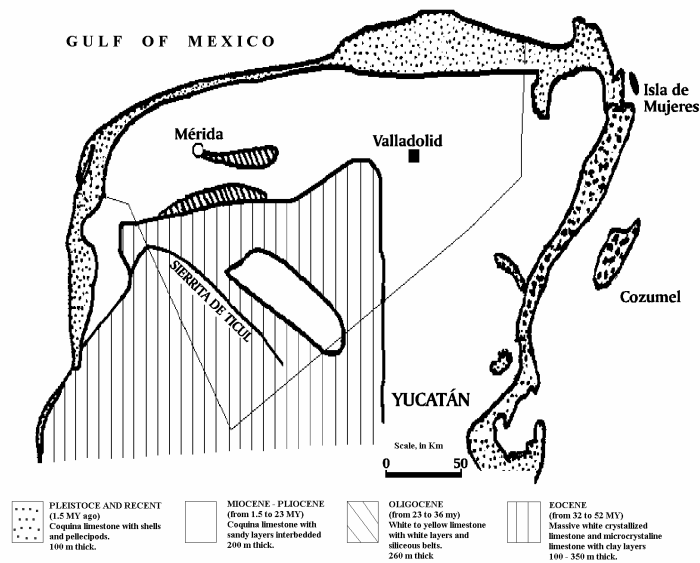 GULF OF MEXICO
Isla de
Mujeres
Mérida
Valladolid
SIERRITA DE TICUL
Cozumel
YUCATÁN
Scale, in Km
0 50
PLEISTOCE AND RECENT
(1.5 MY ago)
Coquina limestone with shells
and pellecipods.
100 m thick.
MIOCENE - PLIOCENE
(from 1.5 to 23 MY)
Coquina limestone with
sandy layers interbedded
200 m thick.
OLIGOCENE
(from 23 to 36 my)
White to yellow limestone
with white layers and
siliceous belts.
260 m thick
EOCENE
(from 32 to 52 MY)
Massive white crystallized
limestone and microcrystaline
limestone with clay layers
100 - 350 m thick.